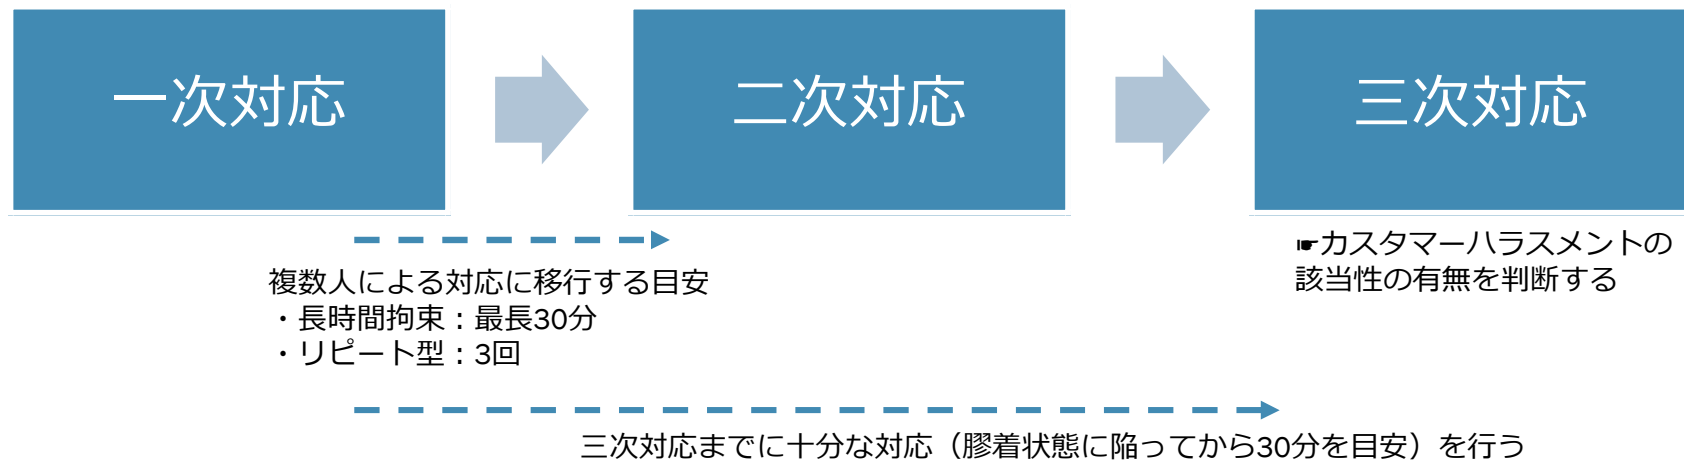 一次対応
二次対応
三次対応
☛カスタマーハラスメントの
該当性の有無を判断する
複数人による対応に移行する目安
・長時間拘束：最長30分
・リピート型：3回
三次対応までに十分な対応（膠着状態に陥ってから30分を目安）を行う